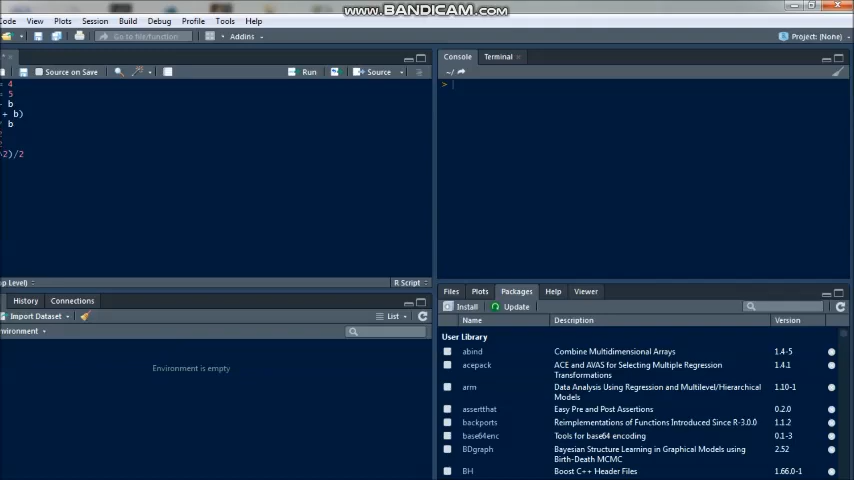 www.BANDICAM.com
Code View Plots Session Build Debug Profile Tools Help
Go to file/function Addins Project: (None)
Source on Save Run Source
= 4
= 5
b
+ b)
* b
^2)/2
Top Level) R Script
Console Terminal
~/
>
History Connections
Import Dataset List
Environment
Environment is empty
Files Plots Packages Help Viewer
Install Update
Name Description Version
User Library
abind Combine Multidimensional Arrays 1.4-5
acepack ACE and AVAS for Selecting Multiple Regression Transformations 1.4.1
arm Data Analysis Using Regression and Multilevel/Hierarchical Models 1.10-1
assertthat Easy Pre and Post Assertions 0.2.0
backports Reimplementations of Functions Introduced Since R-3.0.0 1.1.2
base64enc Tools for base64 encoding 0.1-3
BDgraph Bayesian Structure Learning in Graphical Models using Birth-Death MCMC 2.52
BH Boost C++ Header Files 1.66.0-1